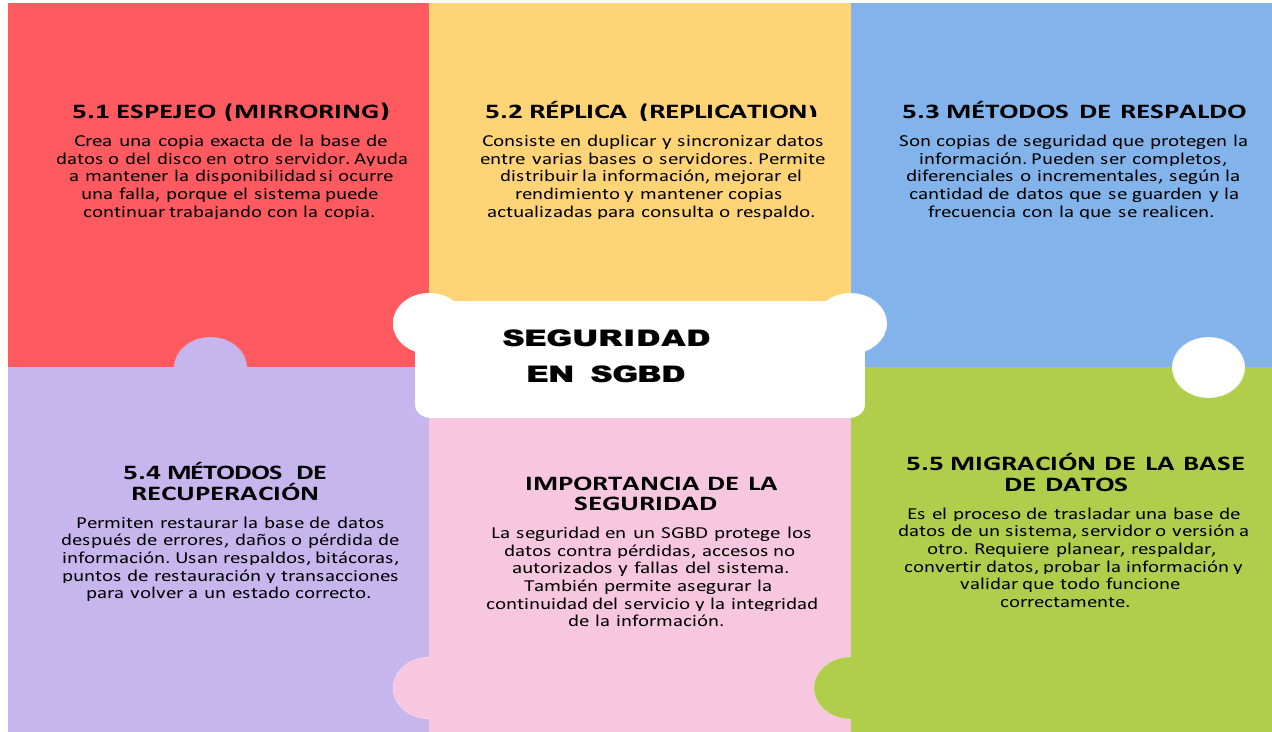 5.1 ESPEJEO (MIRRORING)
Crea una copia exacta de la base de
datos o del disco en otro servidor. Ayuda
a mantener la disponibilidad si ocurre
una falla, porque el sistema puede
continuar trabajando con la copia.
5.2 RÉPLICA (REPLICATION)
Consiste en duplicar y sincronizar datos
entre varias bases o servidores. Permite
distribuir la información, mejorar el
rendimiento y mantener copias
actualizadas para consulta o respaldo.
5.3 MÉTODOS DE RESPALDO
Son copias de seguridad que protegen la
información. Pueden ser completos,
diferenciales o incrementales, según la
cantidad de datos que se guarden y la
frecuencia con la que se realicen.
SEGURIDAD
EN SGBD
5.4 MÉTODOS DE
RECUPERACIÓN
Permiten restaurar la base de datos
después de errores, daños o pérdida de
información. Usan respaldos, bitácoras,
puntos de restauración y transacciones
para volver a un estado correcto.
IMPORTANCIA DE LA
SEGURIDAD
La seguridad en un SGBD protege los
datos contra pérdidas, accesos no
autorizados y fallas del sistema.
También permite asegurar la
continuidad del servicio y la integridad
de la información.
5.5 MIGRACIÓN DE LA BASE
DE DATOS
Es el proceso de trasladar una base de
datos de un sistema, servidor o versión a
otro. Requiere planear, respaldar,
convertir datos, probar la información y
validar que todo funcione
correctamente.